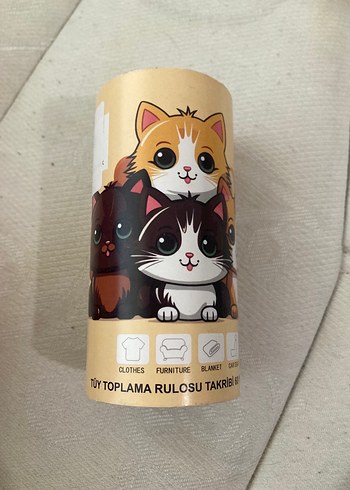 CLOTHES FURNITURE BLANKET
TÜY TOPLAMA RULOSU TAKRİBİ